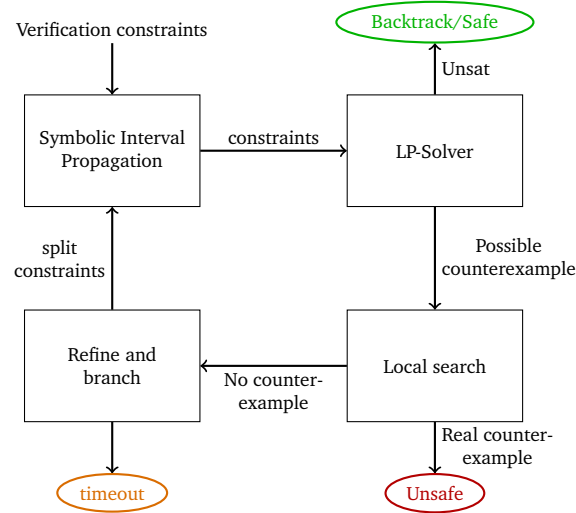 Verification constraints
Backtrack/Safe
Unsat
Symbolic Interval
Propagation
constraints
LP-Solver
split
constraints
Possible
counterexample
Refine and
branch
No counter-
example
Local search
Real counter-
example
timeout
Unsafe